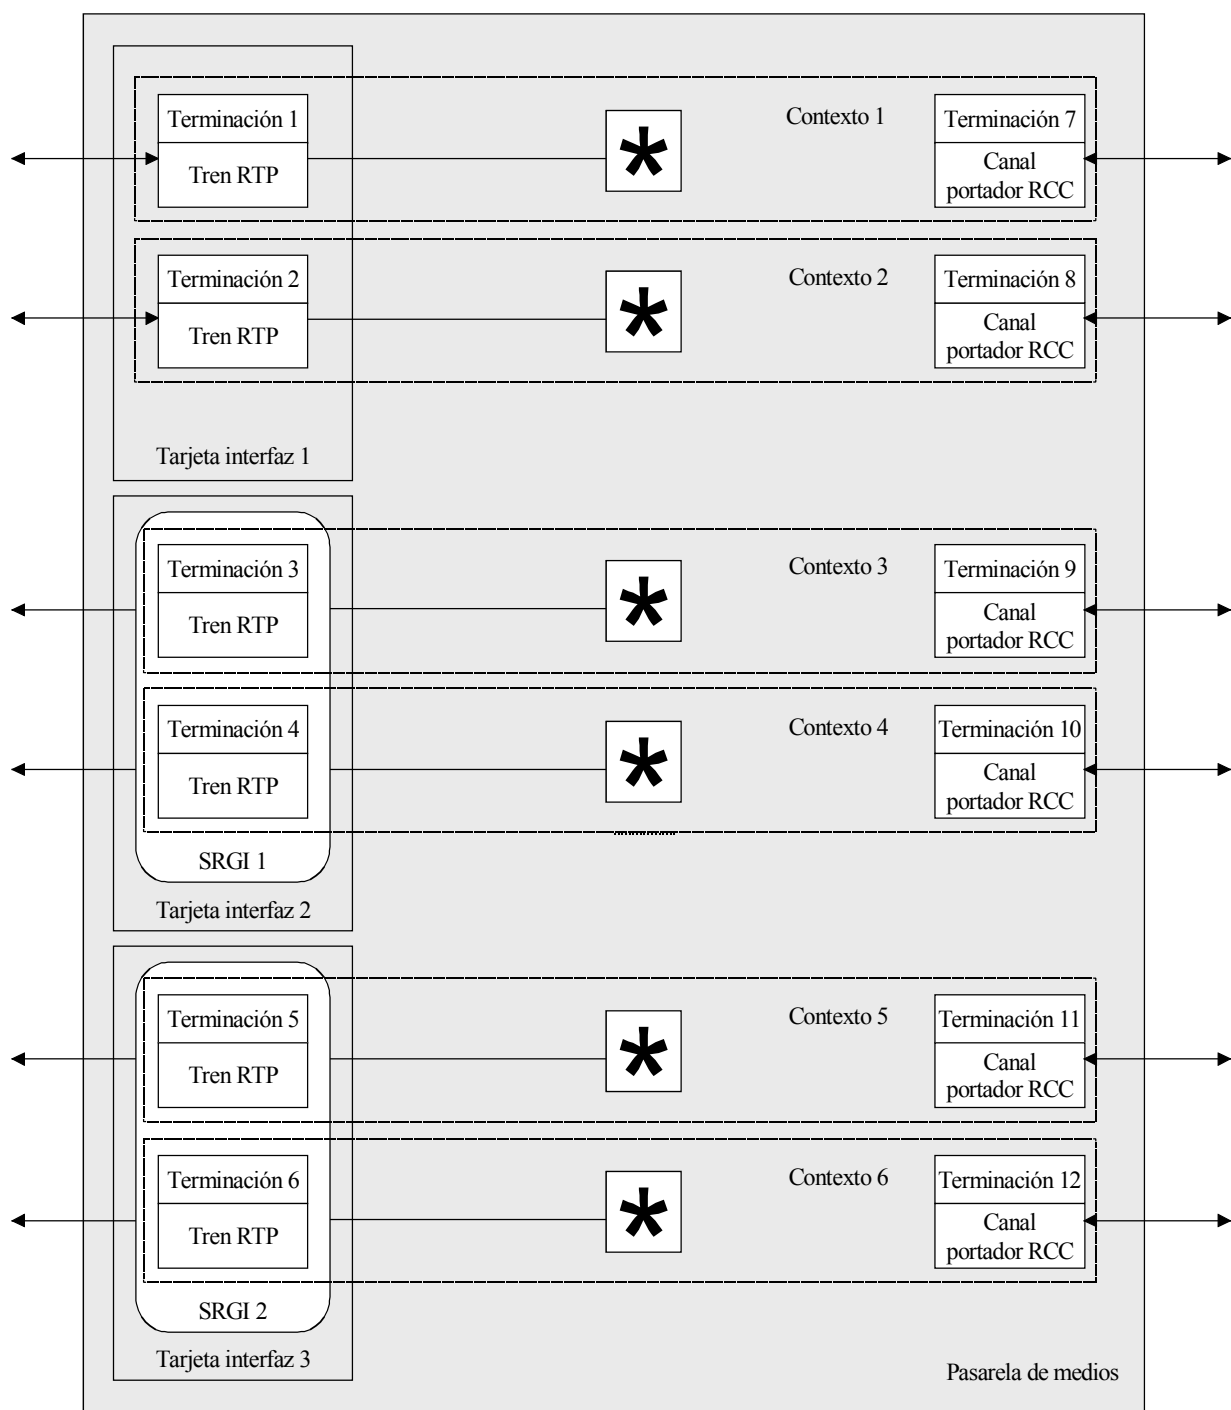 Terminación 1
Tren RTP
*
Contexto 1
Terminación 7
Canal
portador RCC
Terminación 2
Tren RTP
*
Contexto 2
Terminación 8
Canal
portador RCC
Tarjeta interfaz 1
Terminación 3
Tren RTP
*
Contexto 3
Terminación 9
Canal
portador RCC
Terminación 4
Tren RTP
*
Contexto 4
Terminación 10
Canal
portador RCC
SRGI 1
Tarjeta interfaz 2
Terminación 5
Tren RTP
*
Contexto 5
Terminación 11
Canal
portador RCC
Terminación 6
Tren RTP
*
Contexto 6
Terminación 12
Canal
portador RCC
SRGI 2
Tarjeta interfaz 3
Pasarela de medios